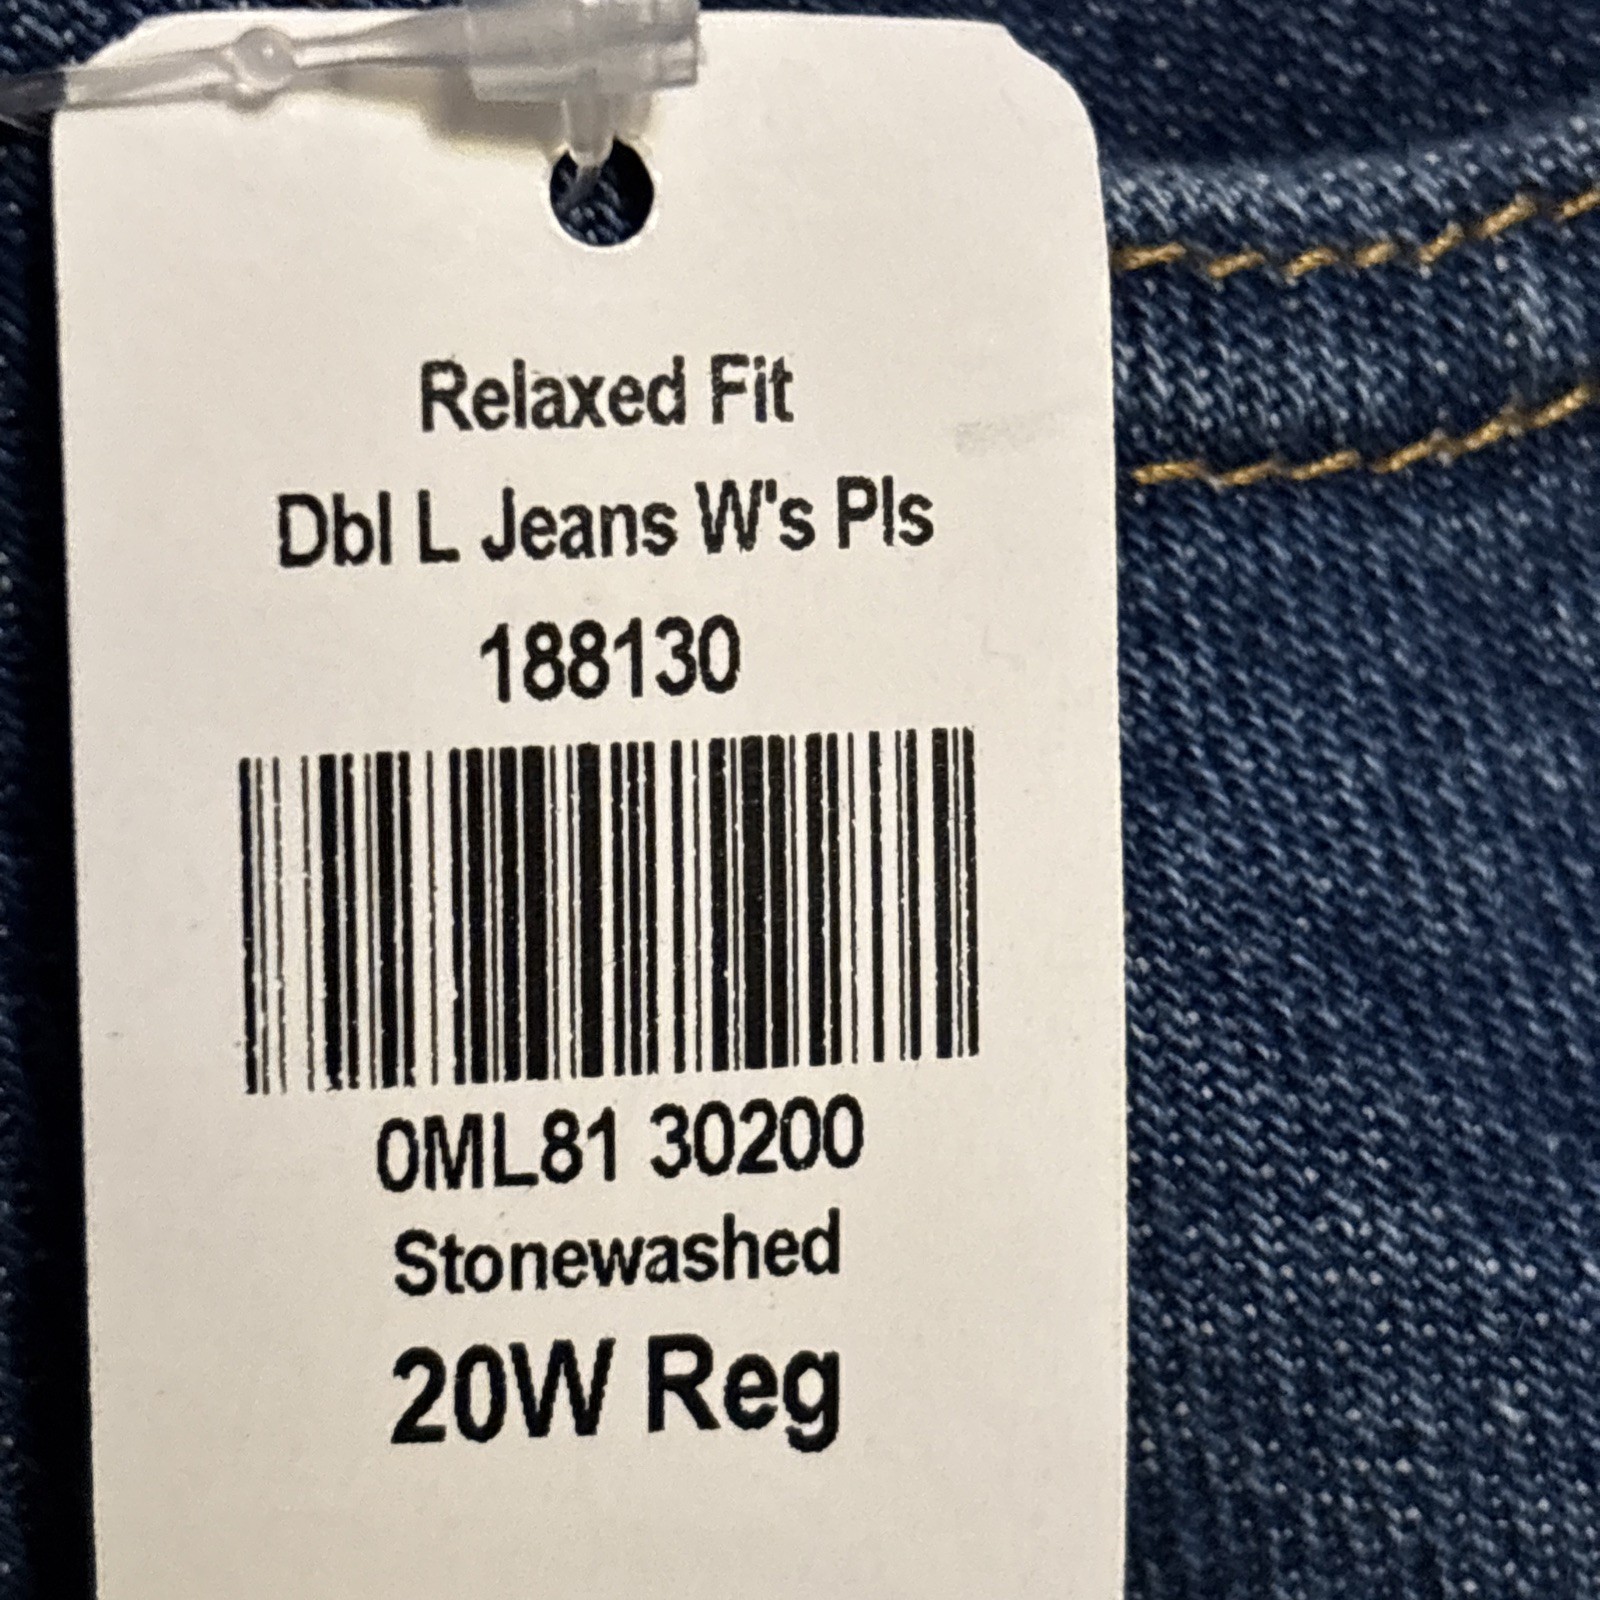 Relaxed Fit
Dbl L Jeans W's Pls
188130
0ML81 30200
Stonewashed
20W Reg